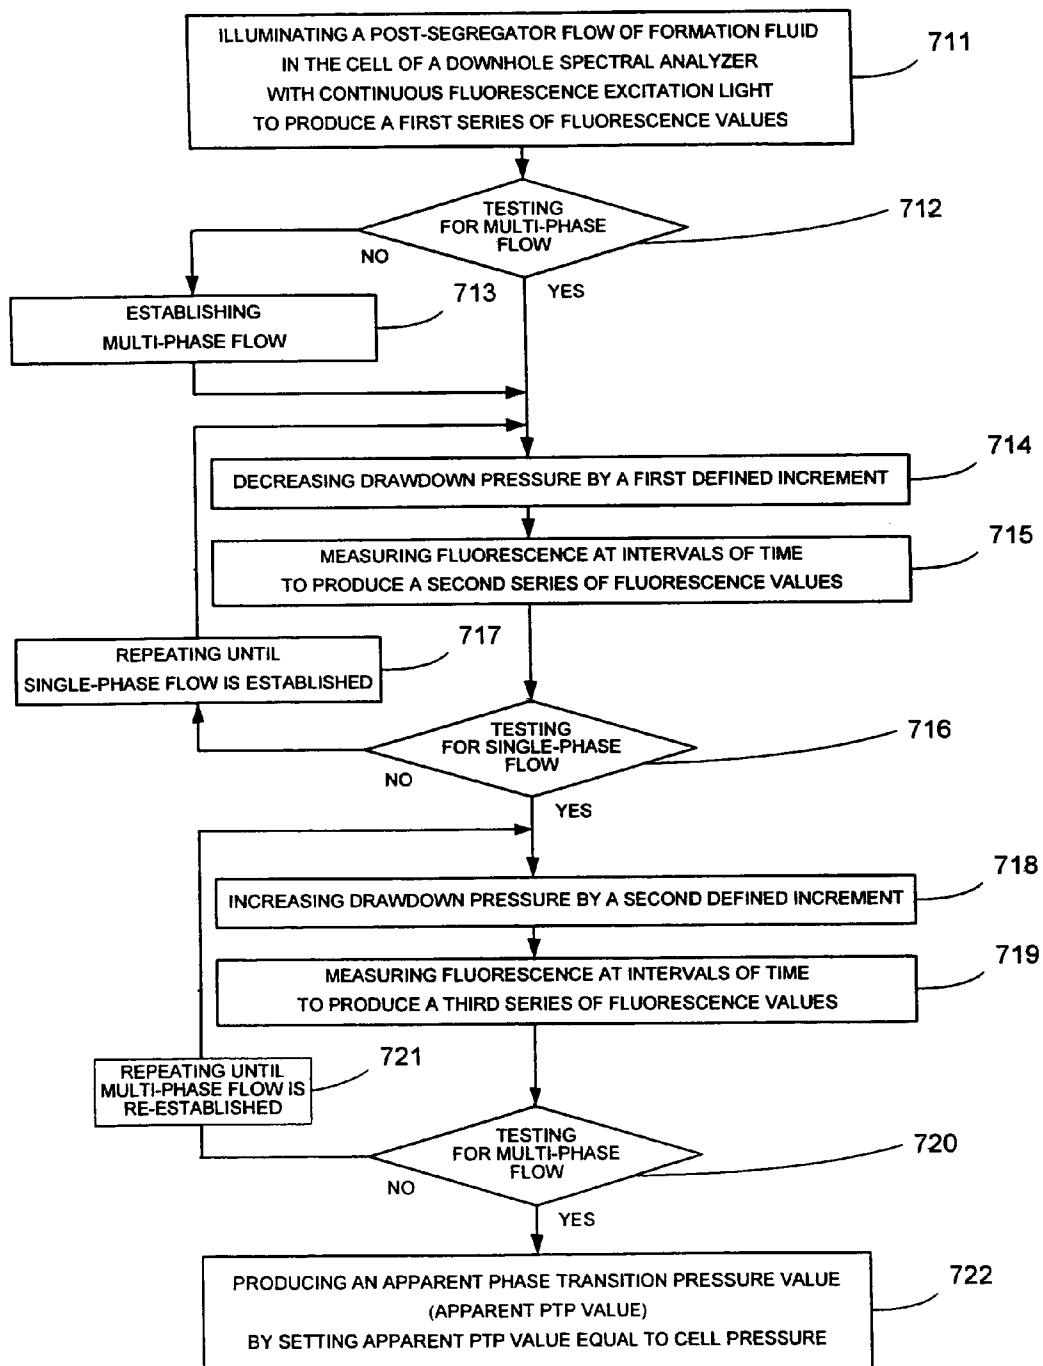 ILLUMINATING A POST-SEGREGATOR FLOW OF FORMATION FLUID
IN THE CELL OF A DOWNHOLE SPECTRAL ANALYZER
WITH CONTINUOUS FLUORESCENCE EXCITATION LIGHT
TO PRODUCE A FIRST SERIES OF FLUORESCENCE VALUES
711
TESTING
FOR MULTI-PHASE
FLOW
712
NO
YES
ESTABLISHING
MULTI-PHASE FLOW
713
DECREASING DRAWDOWN PRESSURE BY A FIRST DEFINED INCREMENT
714
MEASURING FLUORESCENCE AT INTERVALS OF TIME
TO PRODUCE A SECOND SERIES OF FLUORESCENCE VALUES
715
REPEATING UNTIL
SINGLE-PHASE FLOW IS ESTABLISHED
717
TESTING
FOR SINGLE-PHASE
FLOW
716
NO
YES
INCREASING DRAWDOWN PRESSURE BY A SECOND DEFINED INCREMENT
718
MEASURING FLUORESCENCE AT INTERVALS OF TIME
TO PRODUCE A THIRD SERIES OF FLUORESCENCE VALUES
719
REPEATING UNTIL
MULTI-PHASE FLOW IS
RE-ESTABLISHED
721
TESTING
FOR MULTI-PHASE
FLOW
720
NO
YES
PRODUCING AN APPARENT PHASE TRANSITION PRESSURE VALUE
(APPARENT PTP VALUE)
BY SETTING APPARENT PTP VALUE EQUAL TO CELL PRESSURE
722